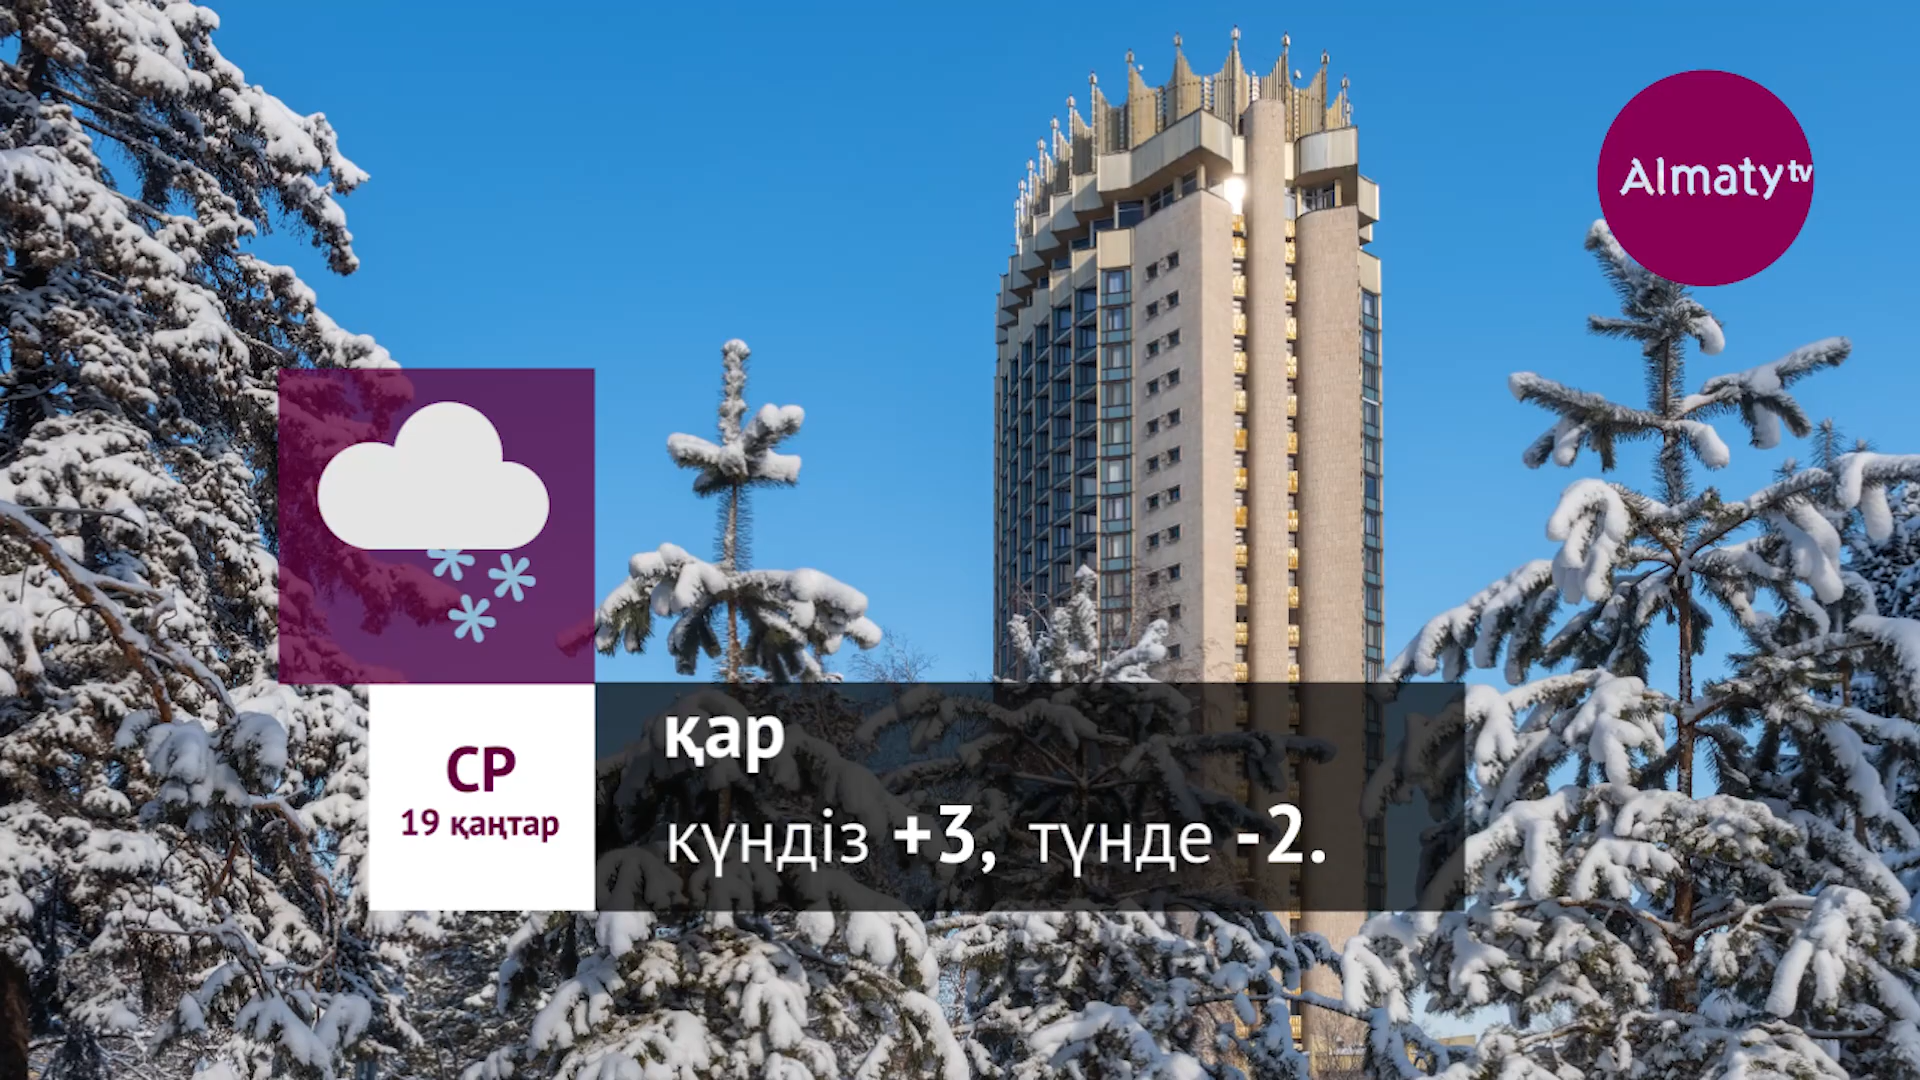 Almaty tv
СР
19 қаңтар
қар
күндіз +3, түнде -2.